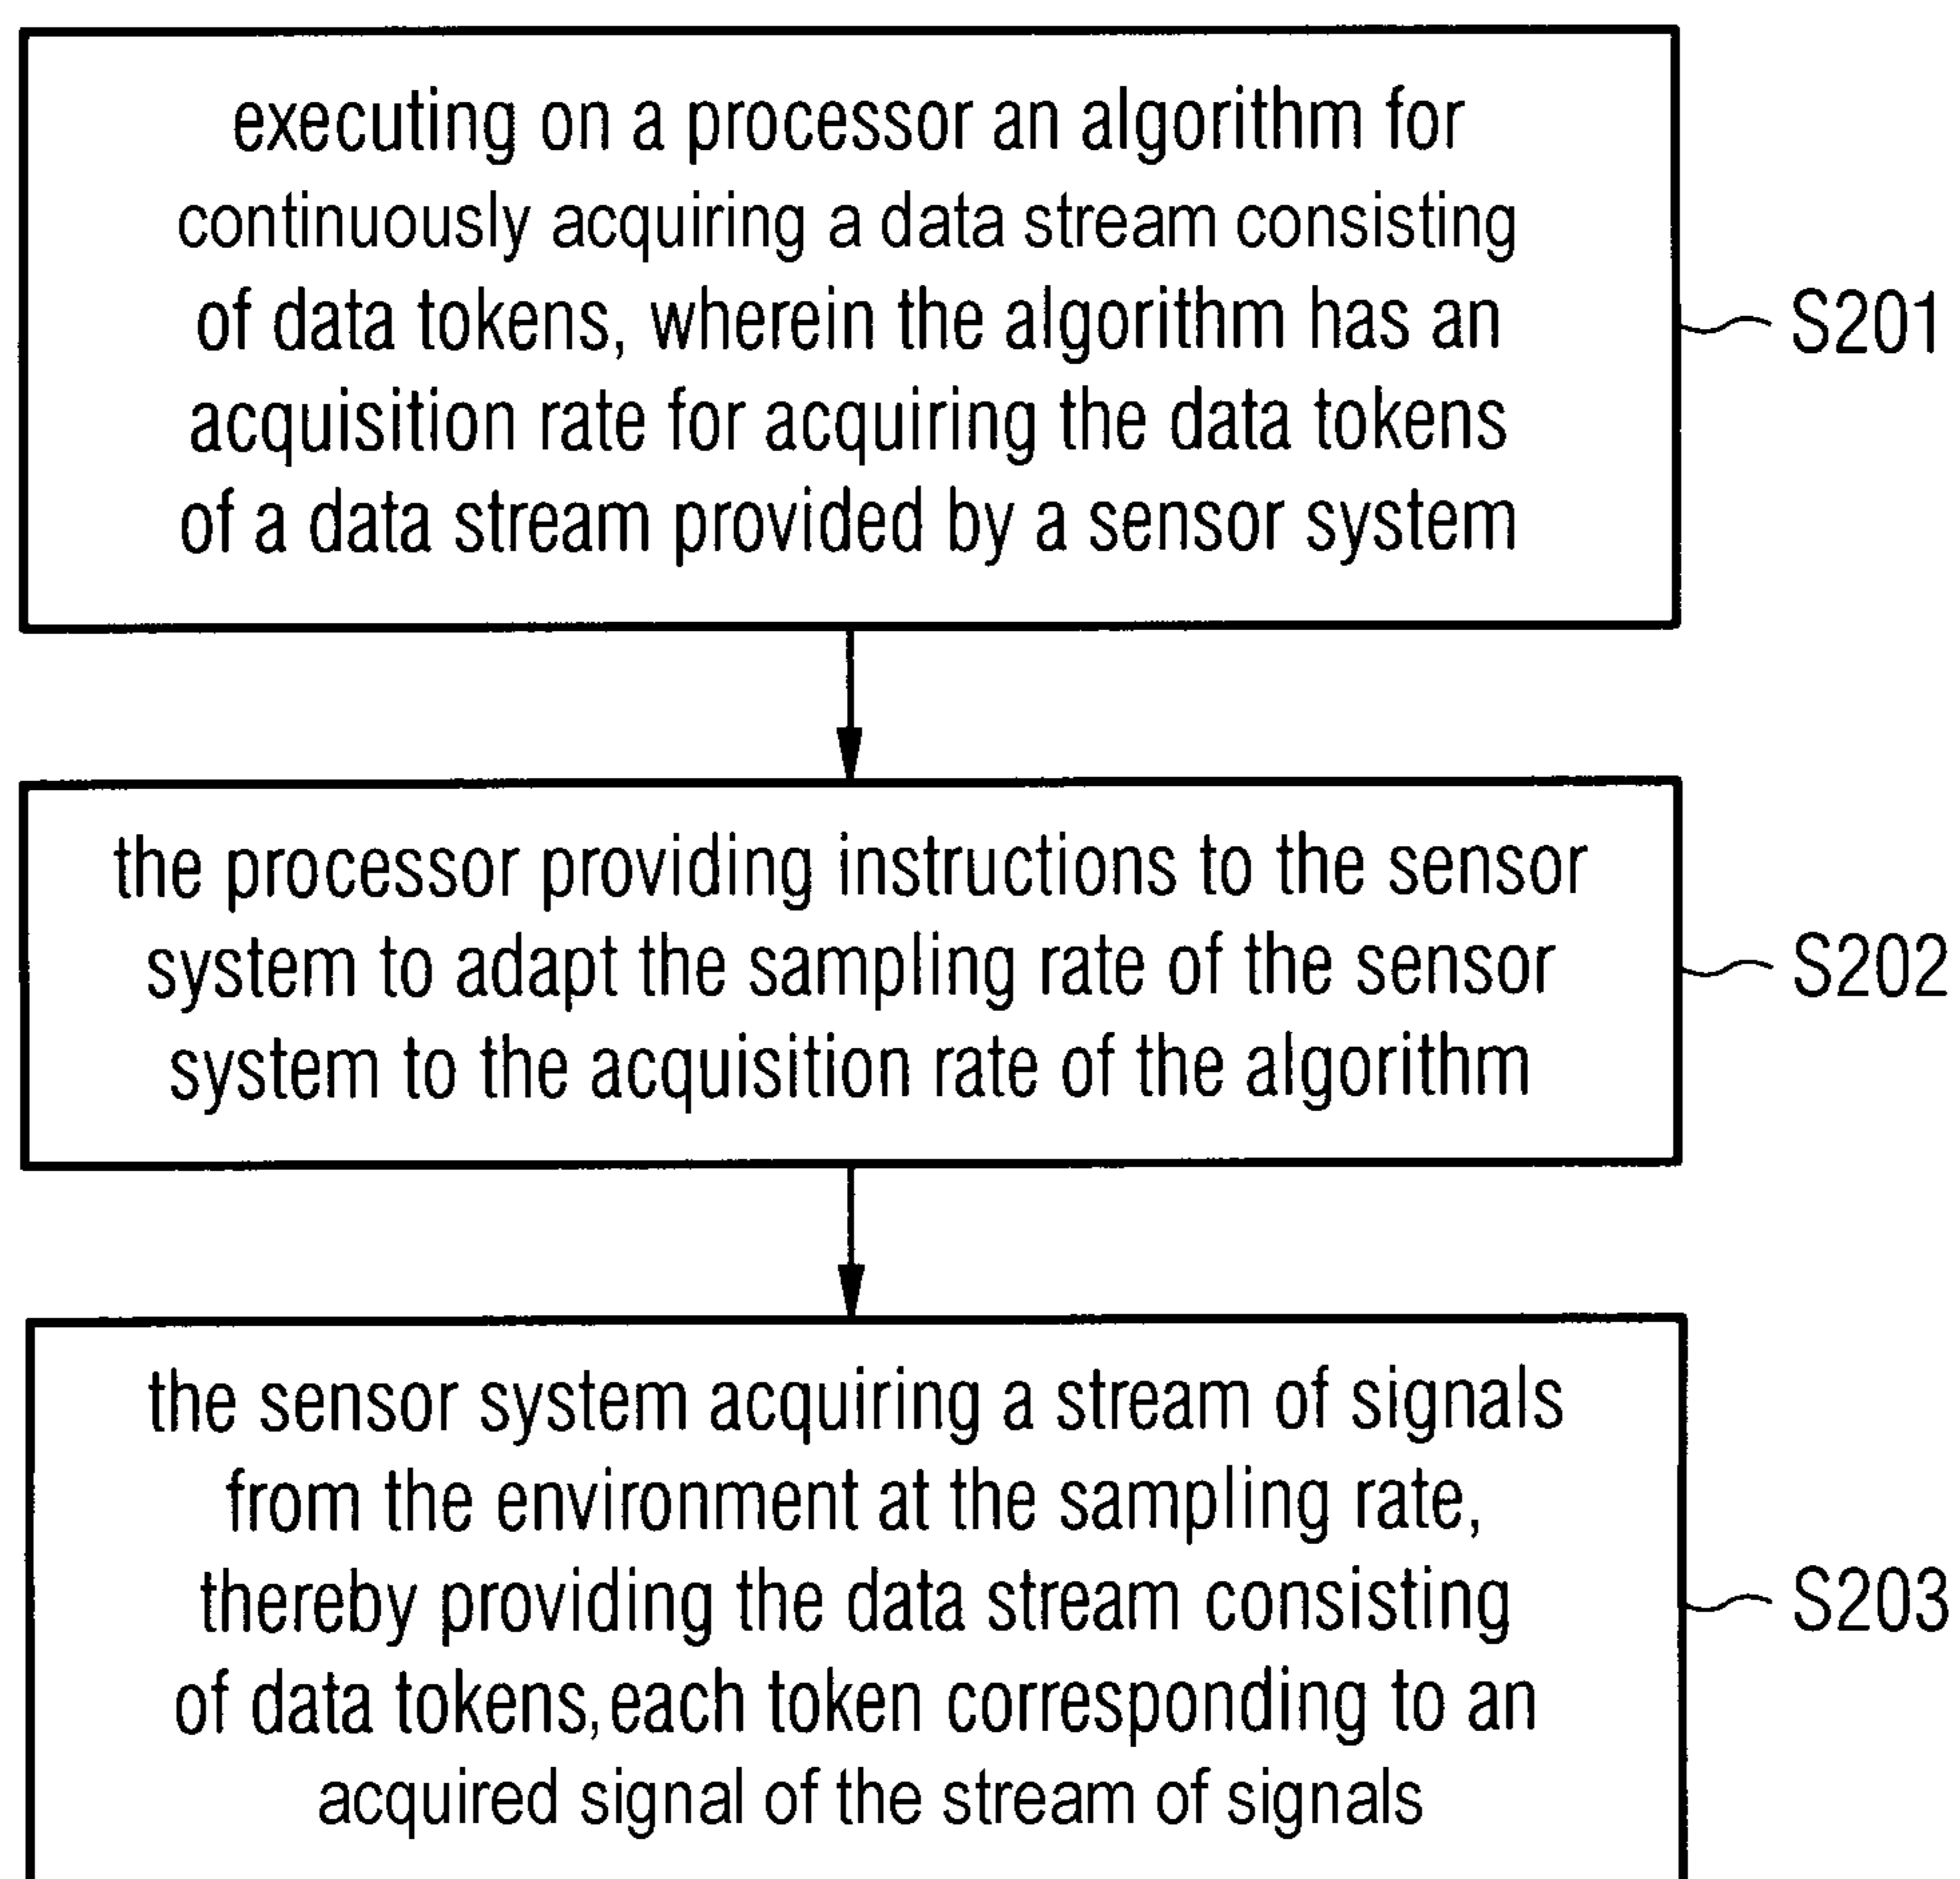 executing on a processor an algorithm for
continuously acquiring a data stream consisting
of data tokens, wherein the algorithm has an
acquisition rate for acquiring the data tokens
of a data stream provided by a sensor system
S201
the processor providing instructions to the sensor
system to adapt the sampling rate of the sensor
system to the acquisition rate of the algorithm
S202
the sensor system acquiring a stream of signals
from the environment at the sampling rate,
thereby providing the data stream consisting
of data tokens, each token corresponding to an
acquired signal of the stream of signals
S203